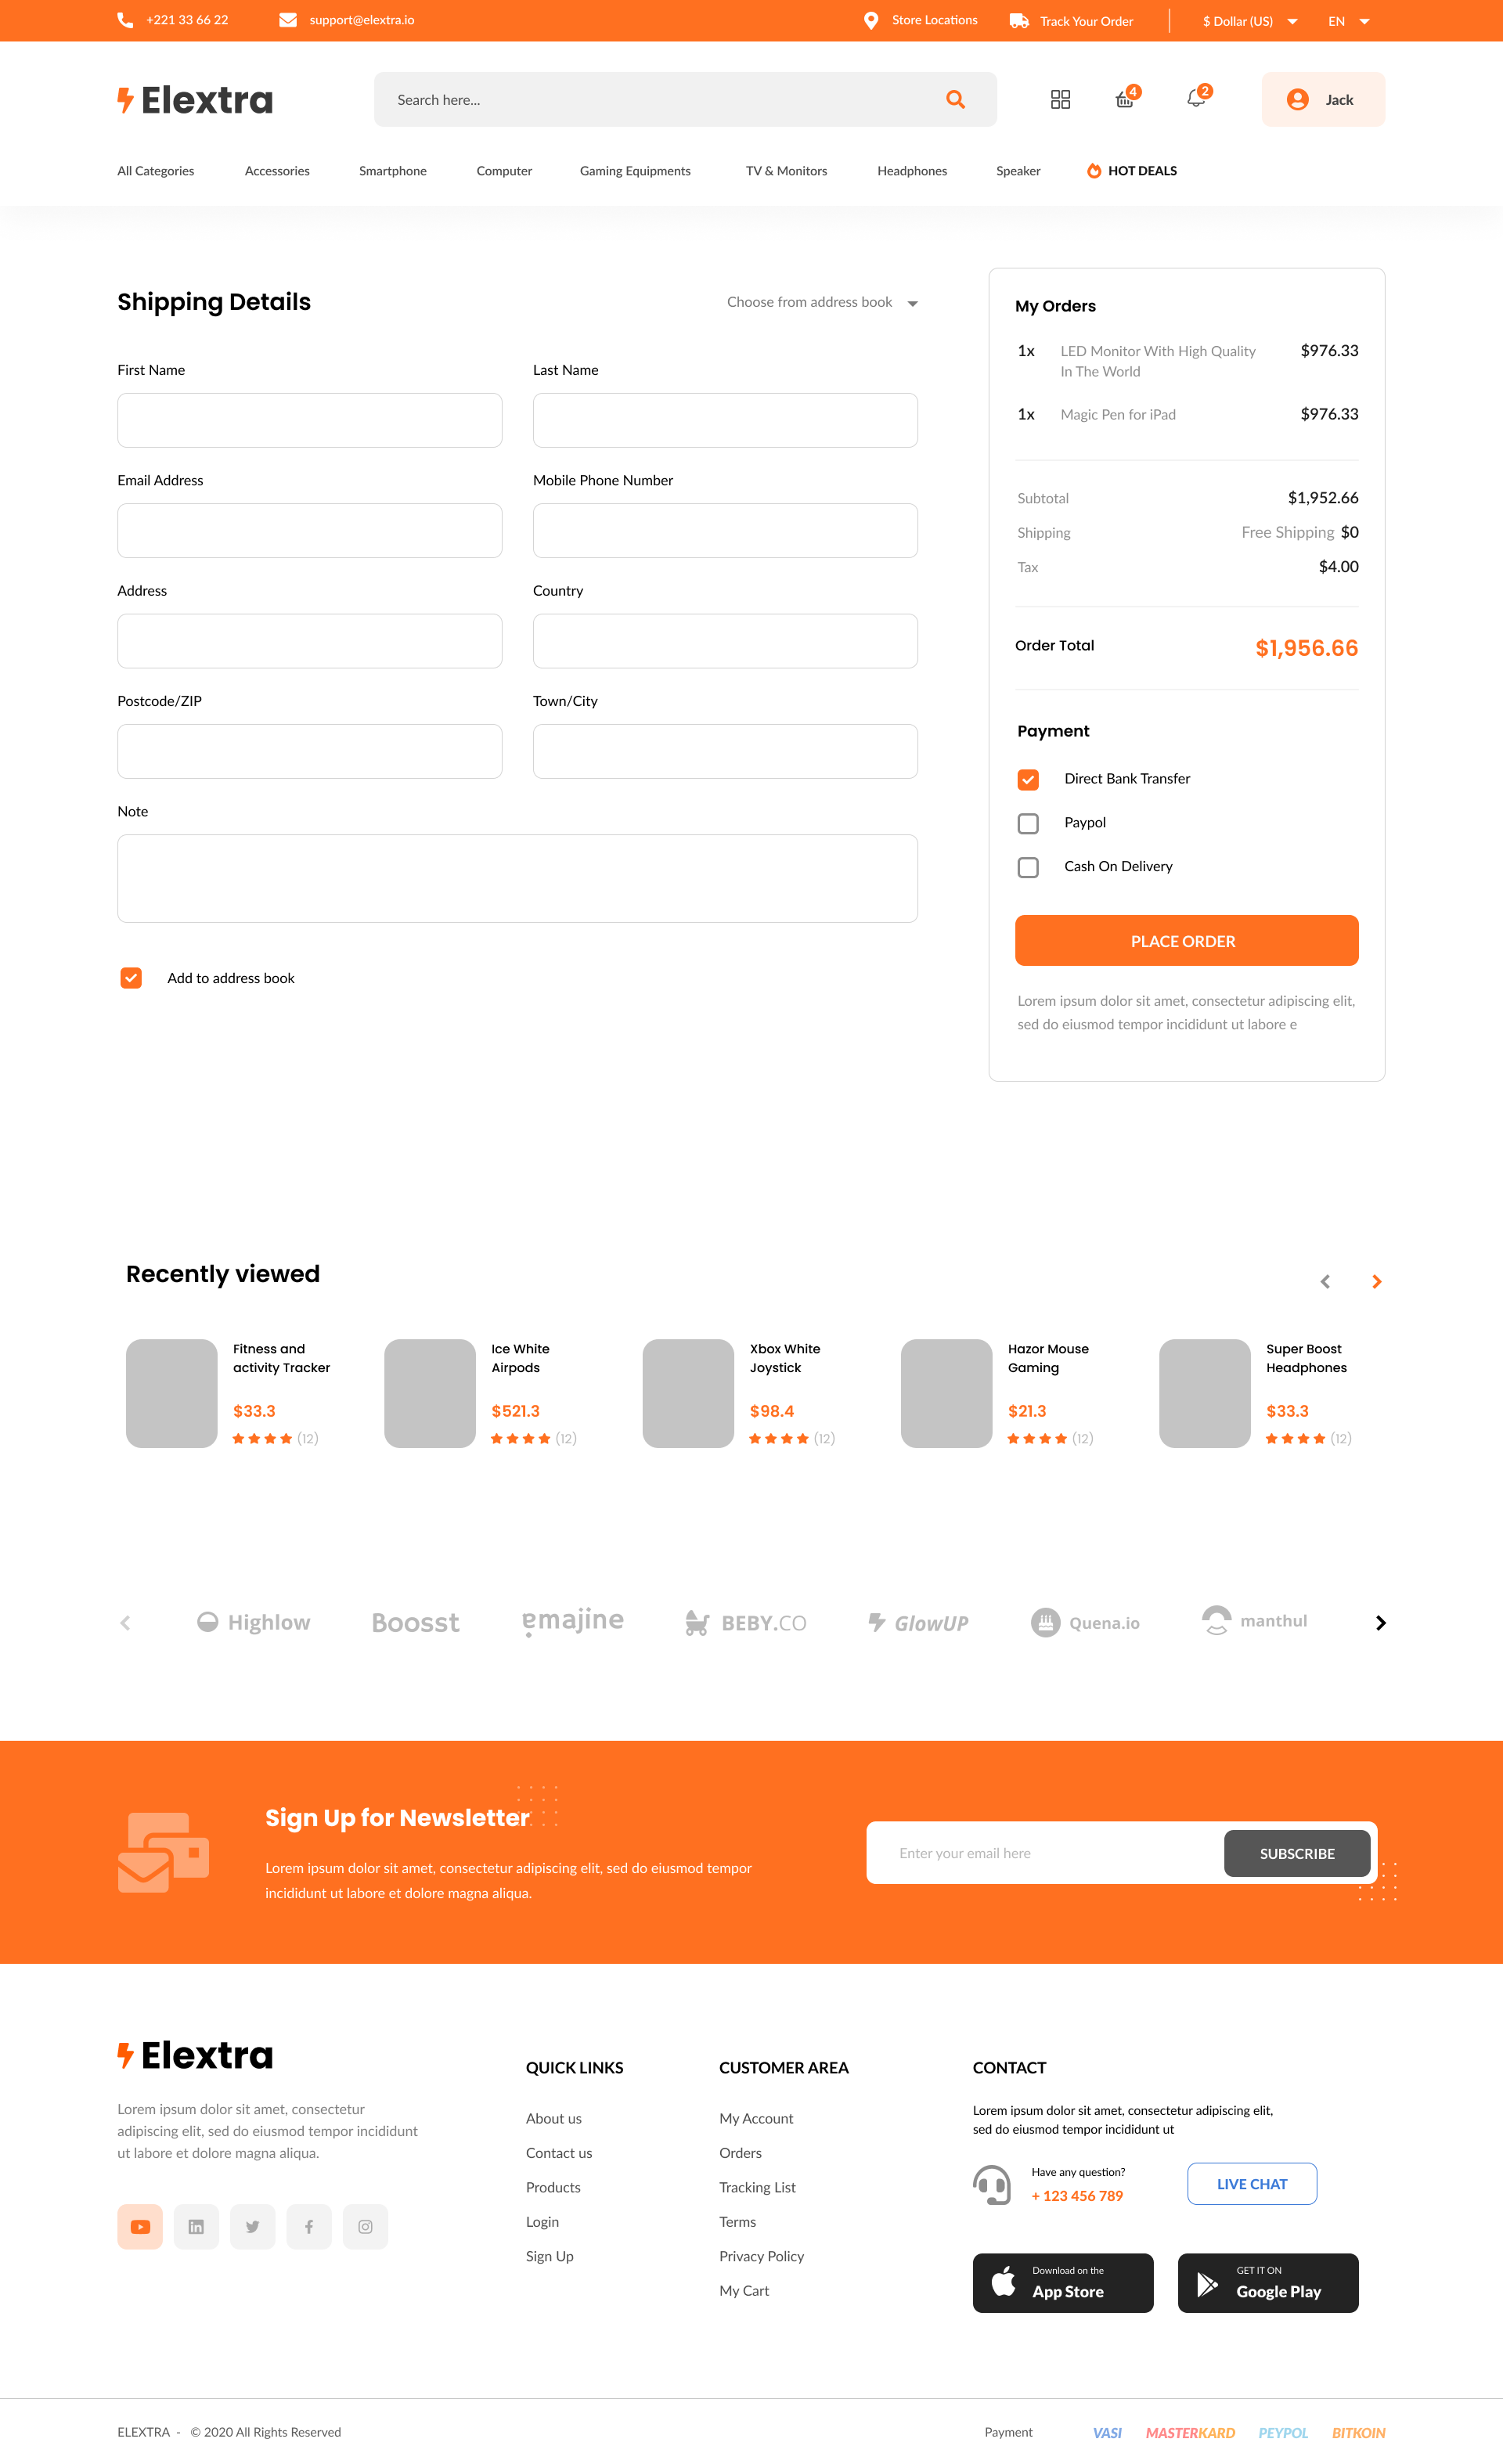 +221 33 66 22
support@elextra.io
Store Locations
Track Your Order
$ Dollar (US)
EN
Elextra
Search here...
4
2
Jack
All Categories
Accessories
Smartphone
Computer
Gaming Equipments
TV & Monitors
Headphones
Speaker
HOT DEALS
Shipping Details
Choose from address book
First Name
Last Name
Email Address
Mobile Phone Number
Address
Country
Postcode/ZIP
Town/City
Note
Add to address book
My Orders
1x LED Monitor With High Quality $976.33
In The World
1x Magic Pen for iPad $976.33
Subtotal $1,952.66
Shipping Free Shipping $0
Tax $4.00
Order Total $1,956.66
Payment
Direct Bank Transfer
Paypol
Cash On Delivery
PLACE ORDER
Lorem ipsum dolor sit amet, consectetur adipiscing elit,
sed do eiusmod tempor incididunt ut labore e
Recently viewed
Fitness and
activity Tracker
$33.3
(12)
Ice White
Airpods
$521.3
(12)
Xbox White
Joystick
$98.4
(12)
Hazor Mouse
Gaming
$21.3
(12)
Super Boost
Headphones
$33.3
(12)
Highlow
Boosst
amajine
BEBY.CO
GlowUP
Quena.io
manthul
Sign Up for Newsletter
Lorem ipsum dolor sit amet, consectetur adipiscing elit, sed do eiusmod tempor
incididunt ut labore et dolore magna aliqua.
Enter your email here
SUBSCRIBE
Elextra
Lorem ipsum dolor sit amet, consectetur
adipiscing elit, sed do eiusmod tempor incididunt
ut labore et dolore magna aliqua.
QUICK LINKS
About us
Contact us
Products
Login
Sign Up
CUSTOMER AREA
My Account
Orders
Tracking List
Terms
Privacy Policy
My Cart
CONTACT
Lorem ipsum dolor sit amet, consectetur adipiscing elit,
sed do eiusmod tempor incididunt ut
Have any question?
+ 123 456 789
LIVE CHAT
Download on the
App Store
GET IT ON
Google Play
ELEXTRA - © 2020 All Rights Reserved
Payment
VASI
MASTERKARD
PEYPOL
BITKOIN